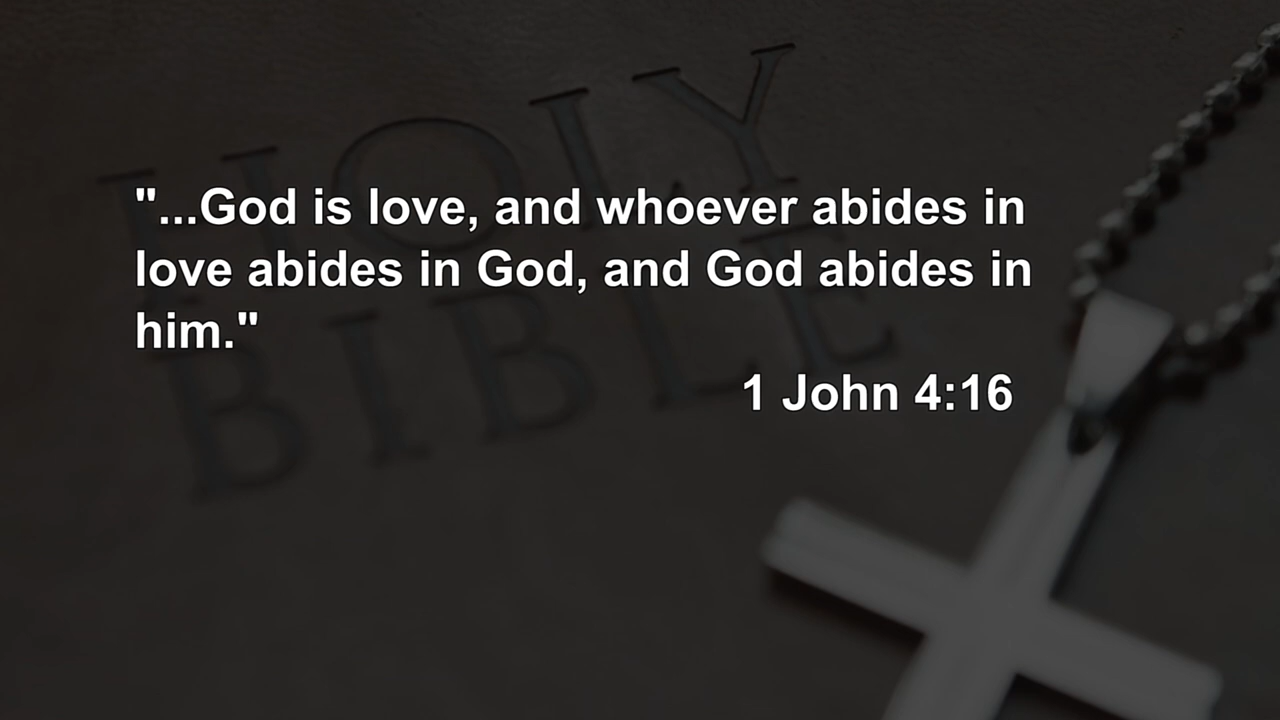 HOLY
BIBLE
"...God is love, and whoever abides in
love abides in God, and God abides in
him."
1 John 4:16